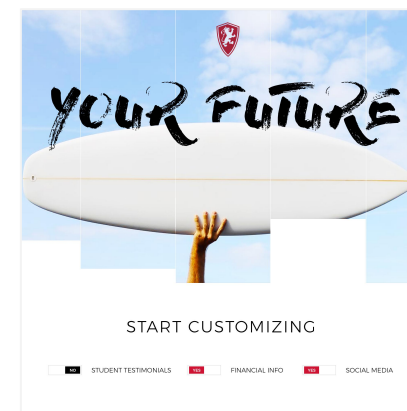 YOUR FUTURE
START CUSTOMIZING
NO STUDENT TESTIMONIALS YES FINANCIAL INFO YES SOCIAL MEDIA